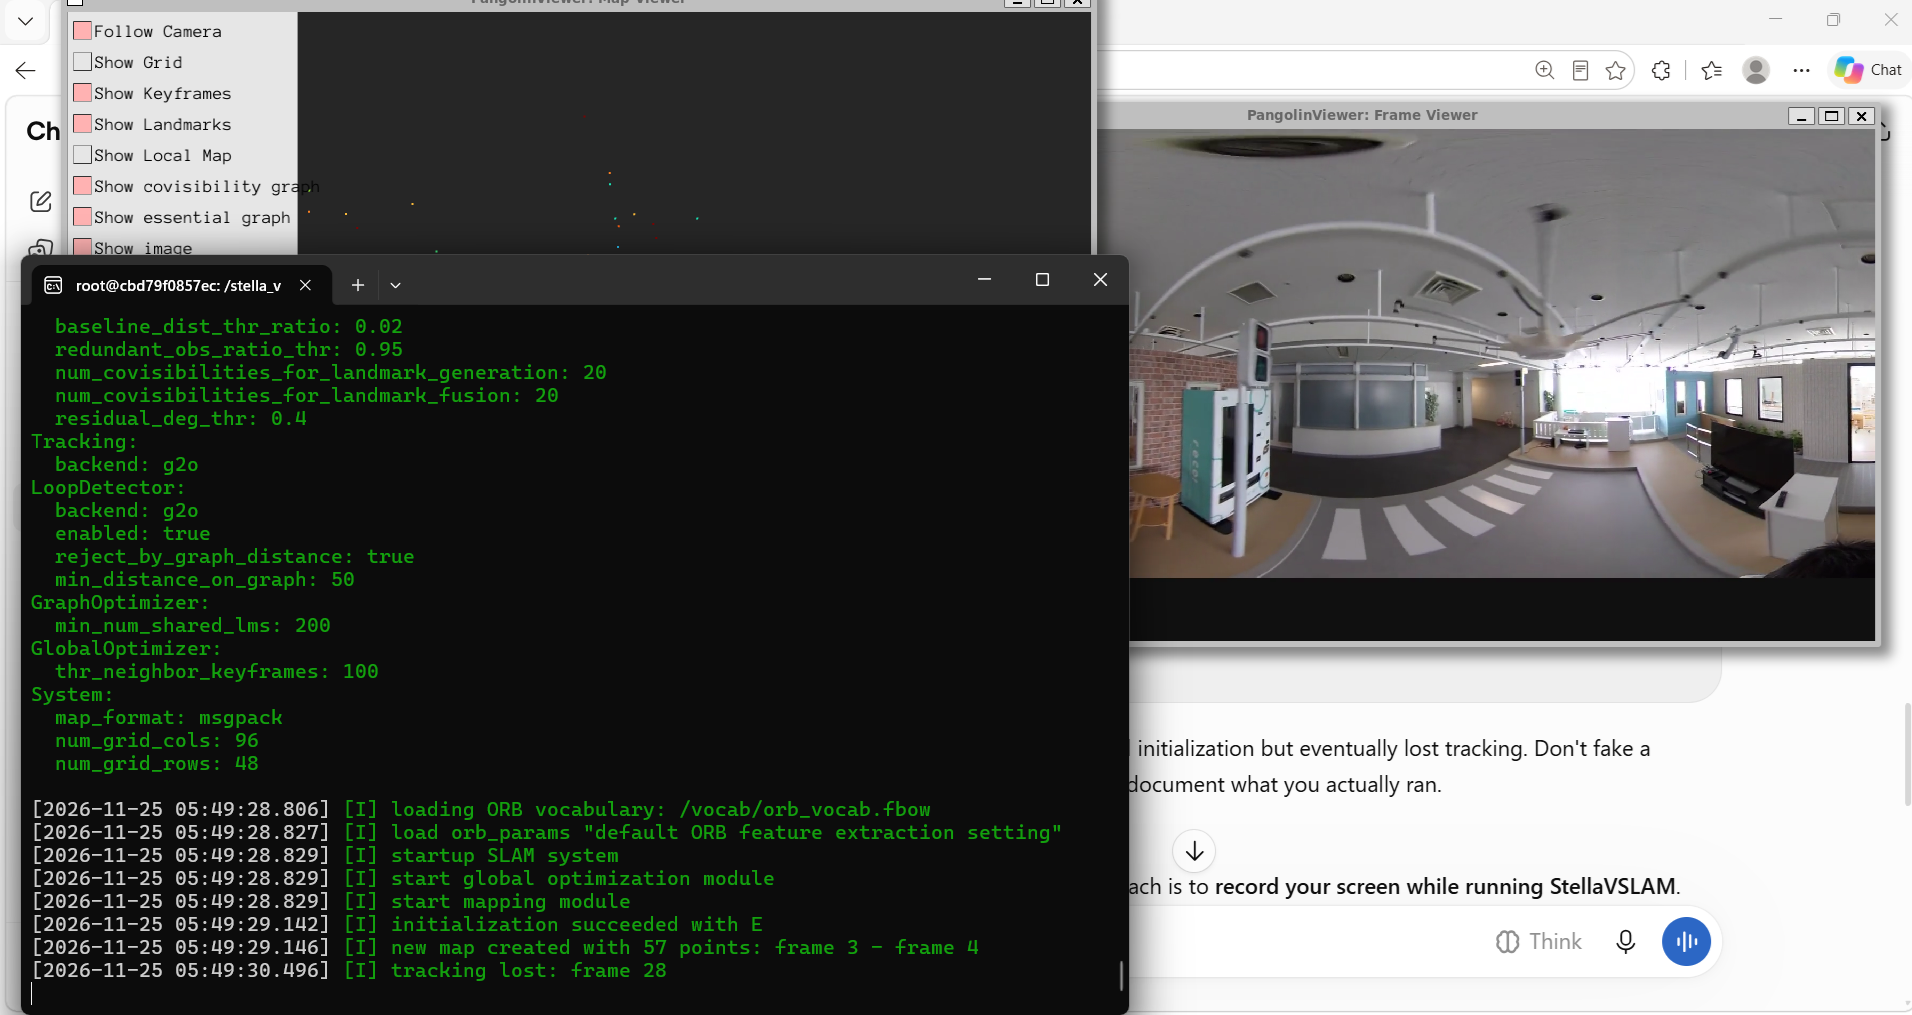 PangolinViewer: Map Viewer
Follow Camera
Show Grid
Show Keyframes
Show Landmarks
Show Local Map
Show covisibility graph
Show essential graph
Show image
Ch
Chat
PangolinViewer: Frame Viewer
root@cbd79f0857ec: /stella_v
baseline_dist_thr_ratio: 0.02
redundant_obs_ratio_thr: 0.95
num_covisibilities_for_landmark_generation: 20
num_covisibilities_for_landmark_fusion: 20
residual_deg_thr: 0.4
Tracking:
backend: g2o
LoopDetector:
backend: g2o
enabled: true
reject_by_graph_distance: true
min_distance_on_graph: 50
GraphOptimizer:
min_num_shared_lms: 200
GlobalOptimizer:
thr_neighbor_keyframes: 100
System:
map_format: msgpack
num_grid_cols: 96
num_grid_rows: 48
[2026-11-25 05:49:28.806] [I] loading ORB vocabulary: /vocab/orb_vocab.fbow
[2026-11-25 05:49:28.827] [I] load orb_params "default ORB feature extraction setting"
[2026-11-25 05:49:28.829] [I] startup SLAM system
[2026-11-25 05:49:28.829] [I] start global optimization module
[2026-11-25 05:49:28.829] [I] start mapping module
[2026-11-25 05:49:29.142] [I] initialization succeeded with E
[2026-11-25 05:49:29.146] [I] new map created with 57 points: frame 3 - frame 4
[2026-11-25 05:49:30.496] [I] tracking lost: frame 28
initialization but eventually lost tracking. Don't fake a
document what you actually ran.
ach is to record your screen while running StellaVSLAM.
Think